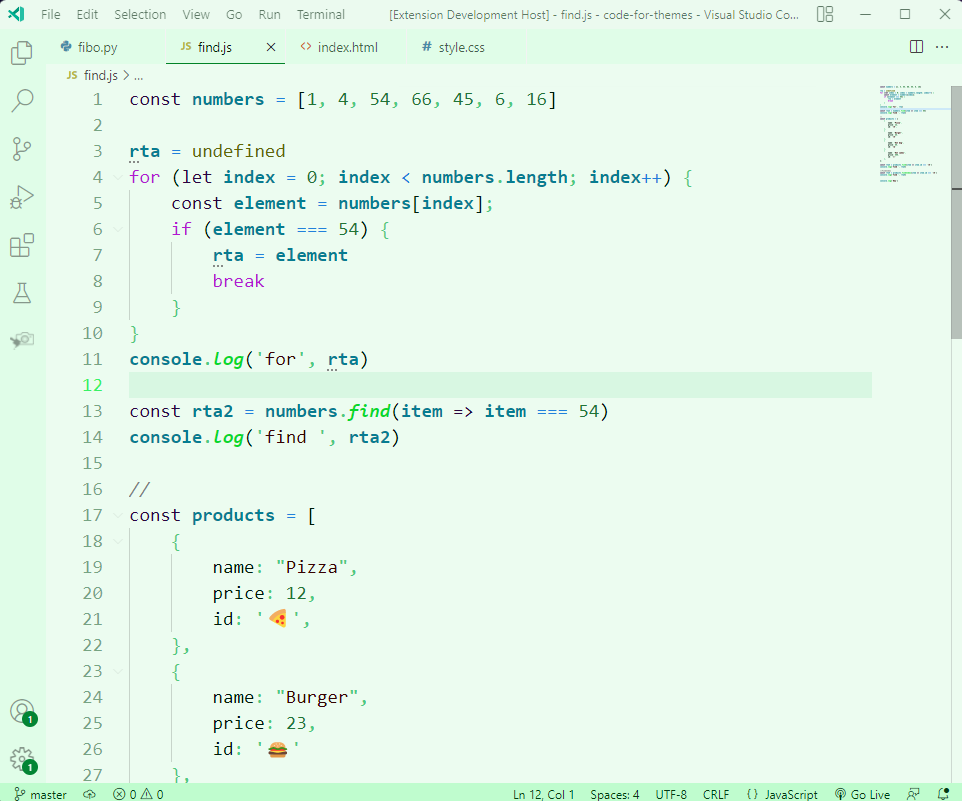 File Edit Selection View Go Run Terminal [Extension Development Host] - find.js - code-for-themes - Visual Studio Co...
fibo.py JS find.js <> index.html # style.css
JS find.js > ...
1 const numbers = [1, 4, 54, 66, 45, 6, 16]
2
3 rta = undefined
4 for (let index = 0; index < numbers.length; index++) {
5 const element = numbers[index];
6 if (element === 54) {
7 rta = element
8 break
9 }
10 }
11 console.log('for', rta)
12
13 const rta2 = numbers.find(item => item === 54)
14 console.log('find ', rta2)
15
16 //
17 const products = [
18 {
19 name: "Pizza",
20 price: 12,
21 id: '🍕',
22 },
23 {
24 name: "Burger",
25 price: 23,
26 id: '🍔'
27 },
1
1
master 0 0 Ln 12, Col 1 Spaces: 4 UTF-8 CRLF {} JavaScript Go Live